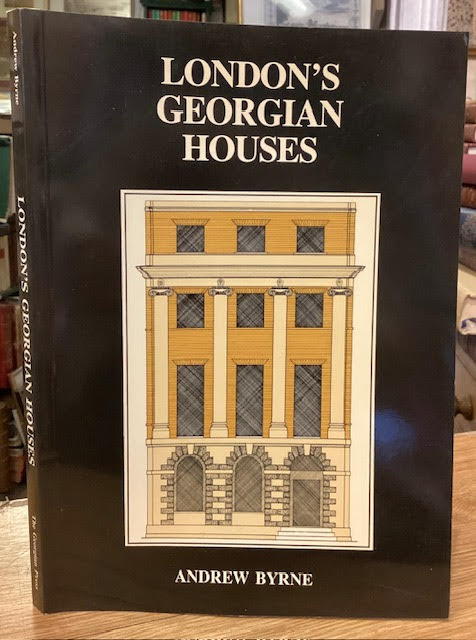 LONDON'S
GEORGIAN
HOUSES
ANDREW BYRNE
Andrew Byrne
LONDON'S GEORGIAN HOUSES
The Georgian Press